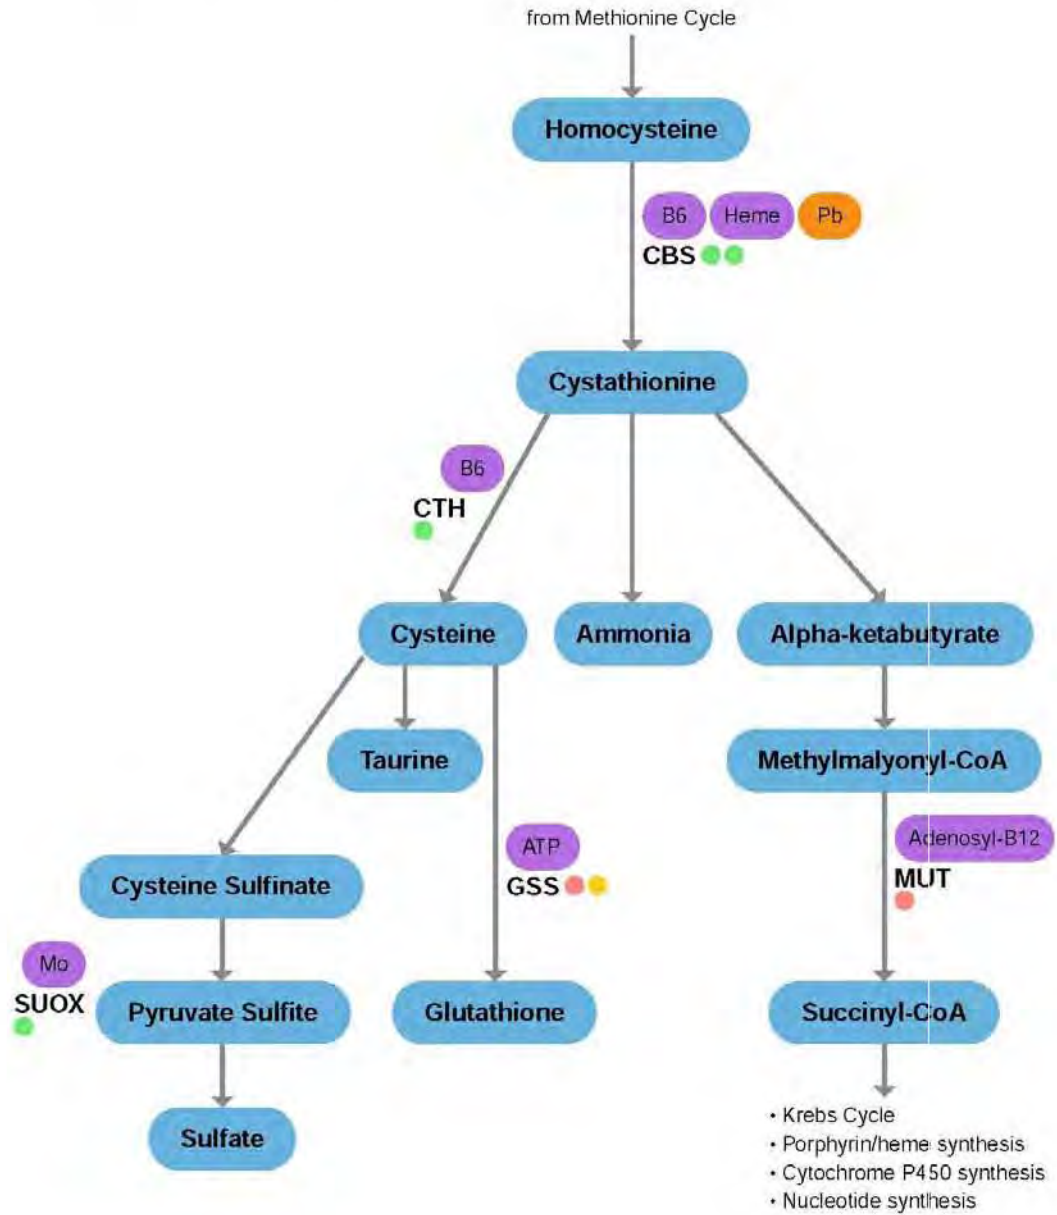 from Methionine Cycle
Homocysteine
B6 Heme Pb
CBS
Cystathionine
B6
CTH
Cysteine
Ammonia
Alpha-ketabutyrate
Taurine
Methylmalyonyl-CoA
ATP
GSS
Adenosyl-B12
MUT
Cysteine Sulfinate
Mo
SUOX
Pyruvate Sulfite
Glutathione
Succinyl-CoA
Sulfate
• Krebs Cycle
• Porphyrin/heme synthesis
• Cytochrome P450 synthesis
• Nucleotide synthesis